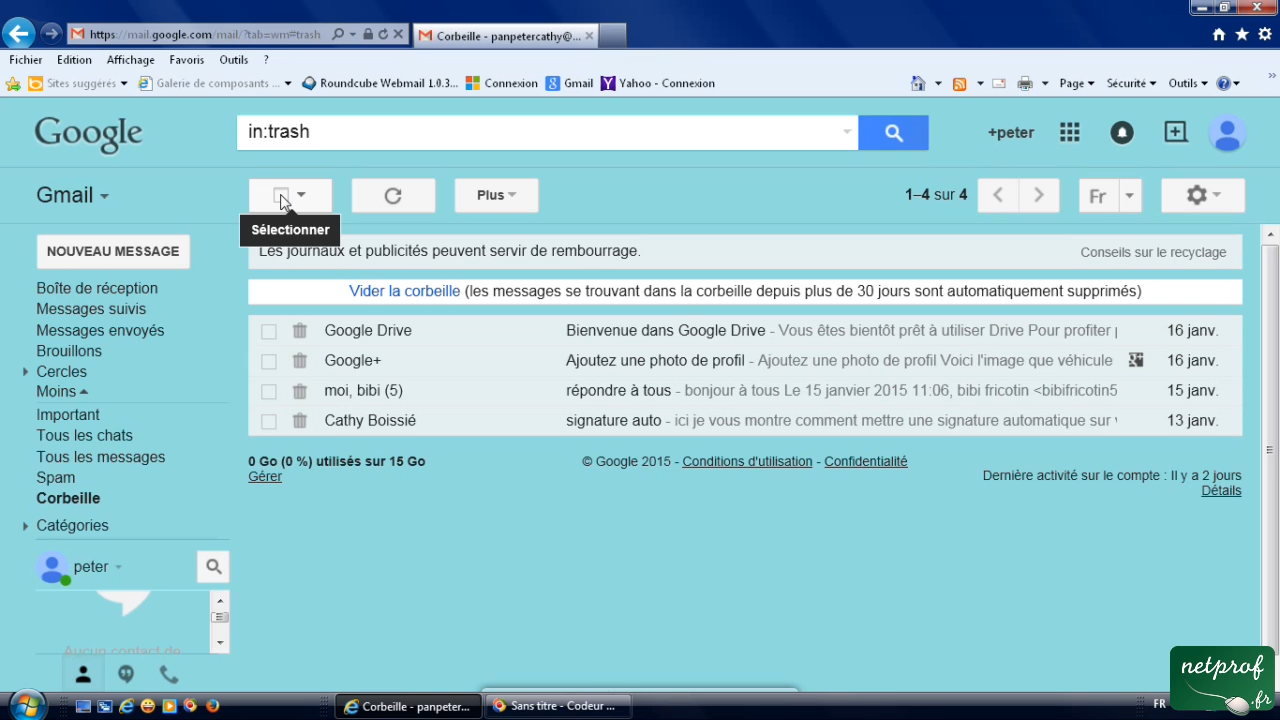 https://mail.google.com/mail/?tab=wm#trash
Corbeille - panpetercathy@...
Fichier Edition Affichage Favoris Outils ?
Sites suggérés Galerie de composants ... Roundcube Webmail 1.0.3... Connexion Gmail Yahoo - Connexion Page Sécurité Outils
Google in:trash +peter
Gmail Plus 1–4 sur 4 Fr
Sélectionner
NOUVEAU MESSAGE
Les journaux et publicités peuvent servir de rembourrage. Conseils sur le recyclage
Vider la corbeille (les messages se trouvant dans la corbeille depuis plus de 30 jours sont automatiquement supprimés)
Google Drive Bienvenue dans Google Drive - Vous êtes bientôt prêt à utiliser Drive Pour profiter 16 janv.
Google+ Ajoutez une photo de profil - Ajoutez une photo de profil Voici l'image que véhicule 16 janv.
moi, bibi (5) répondre à tous - bonjour à tous Le 15 janvier 2015 11:06, bibi fricotin <bibifricotin5 15 janv.
Cathy Boissié signature auto - ici je vous montre comment mettre une signature automatique sur 13 janv.
0 Go (0 %) utilisés sur 15 Go
Gérer
© Google 2015 - Conditions d'utilisation - Confidentialité
Dernière activité sur le compte : Il y a 2 jours
Détails
Boîte de réception
Messages suivis
Messages envoyés
Brouillons
Cercles
Moins
Important
Tous les chats
Tous les messages
Spam
Corbeille
Catégories
peter
Aucun contact de
netprof
.fr
Corbeille - panpeter...
Sans titre - Codeur ...
FR